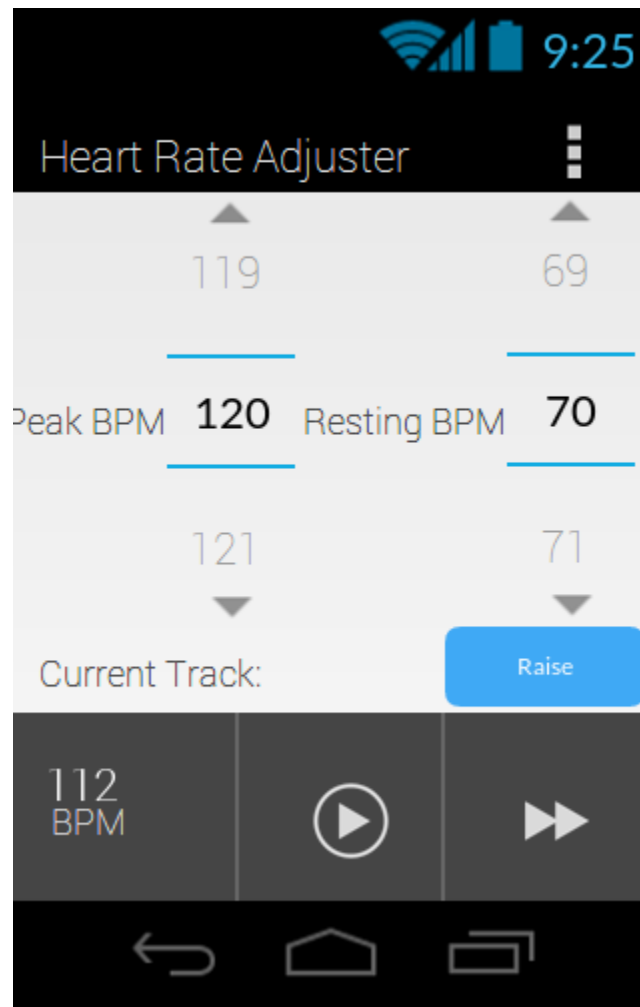 9:25
Heart Rate Adjuster
119 69
Peak BPM 120 Resting BPM 70
121 71
Current Track: Raise
112
BPM